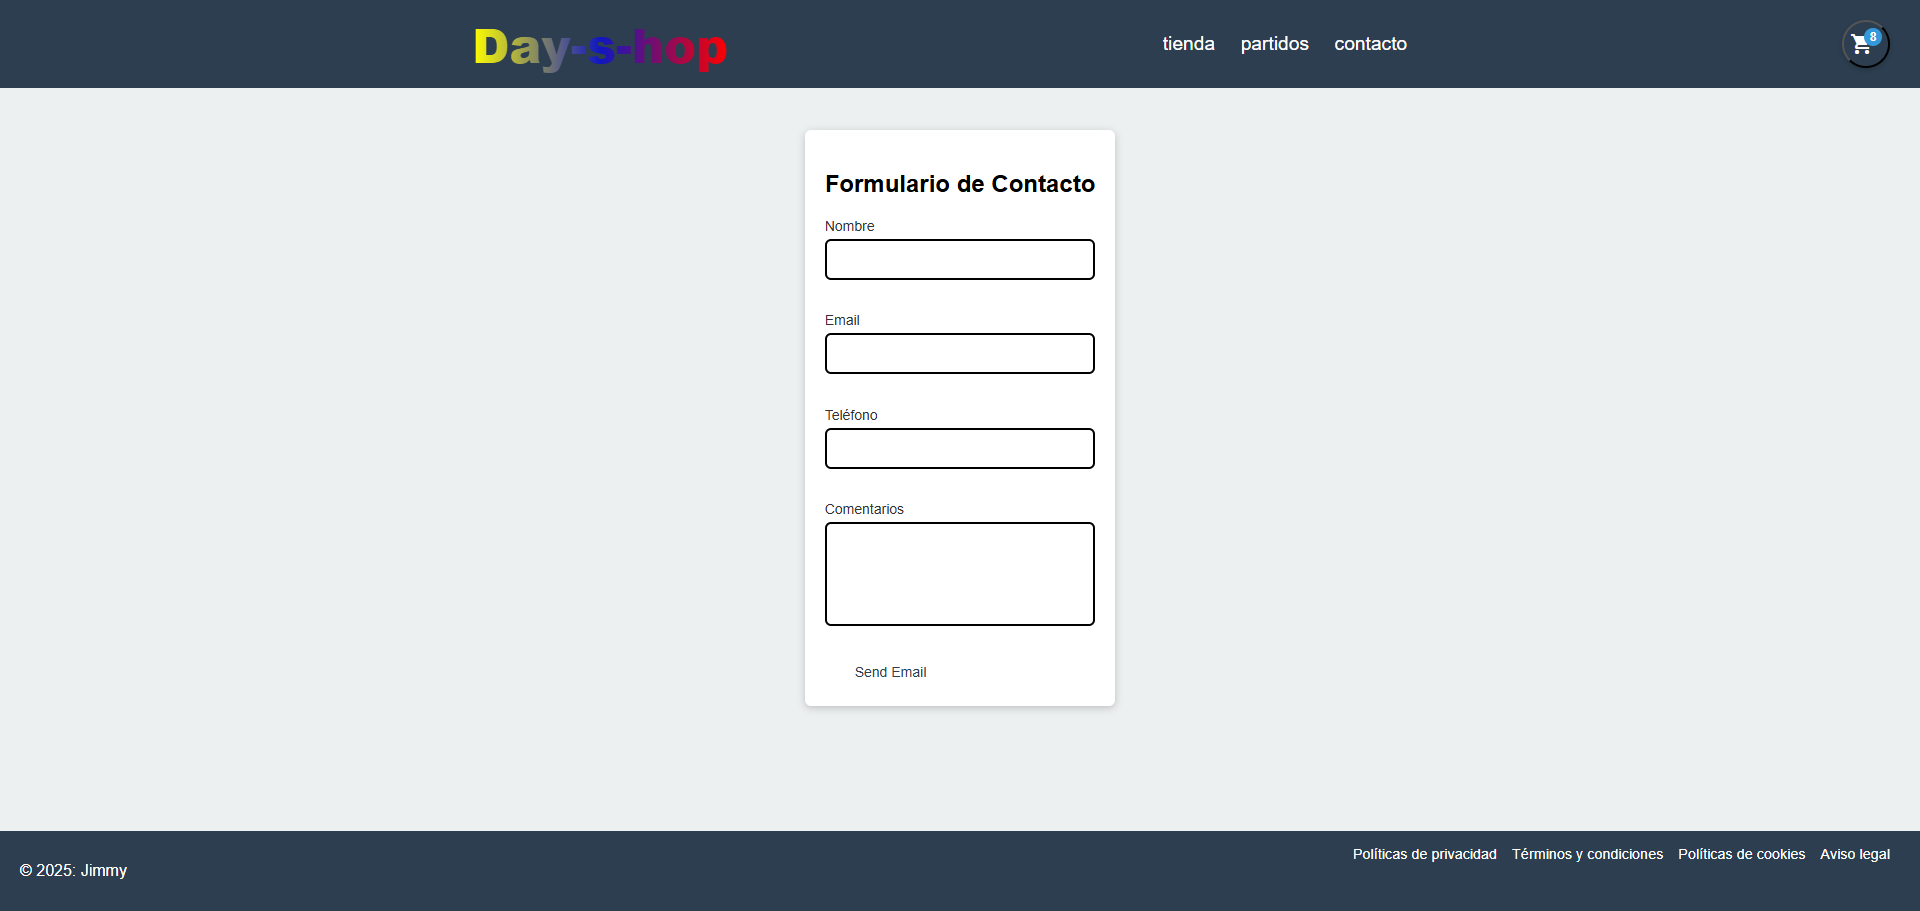 Day-s-hop
tienda partidos contacto
8
Formulario de Contacto
Nombre
Email
Teléfono
Comentarios
Send Email
© 2025: Jimmy
Políticas de privacidad Términos y condiciones Políticas de cookies Aviso legal